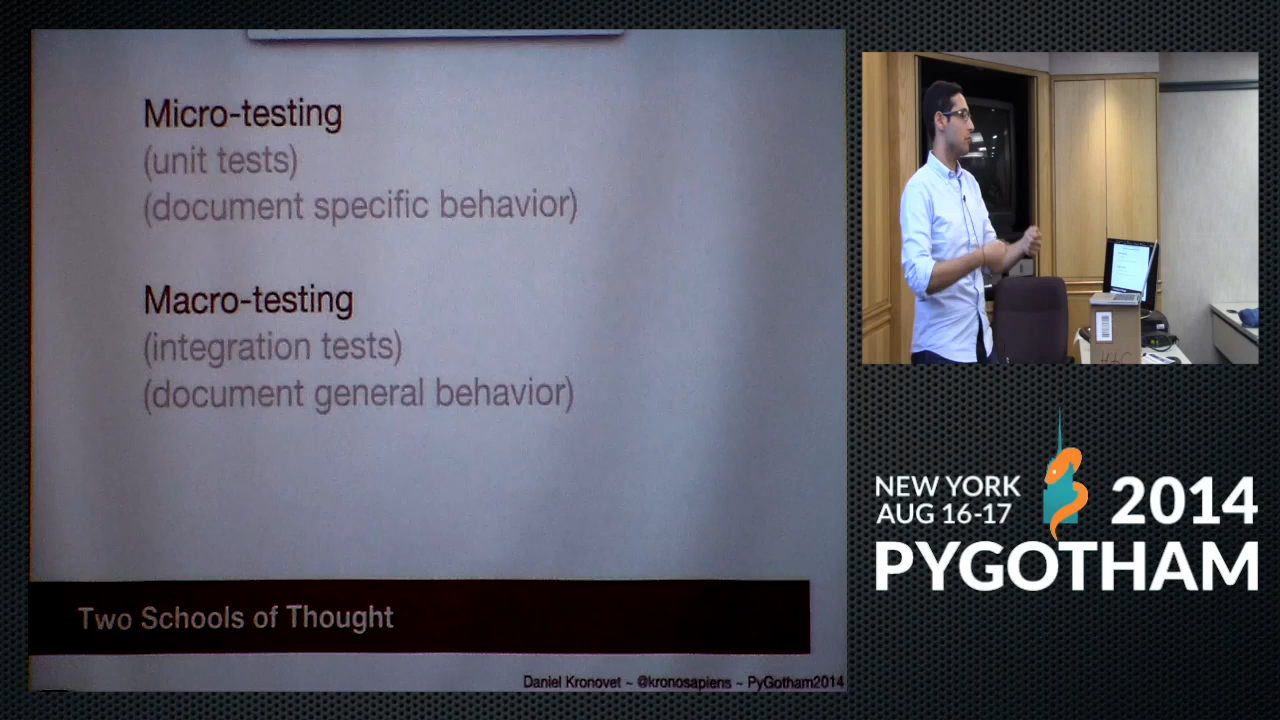 Micro-testing
(unit tests)
(document specific behavior)
Macro-testing
(integration tests)
(document general behavior)
Two Schools of Thought
Daniel Kronovet ~ @kronosapiens ~ PyGotham2014
NEW YORK
AUG 16-17
2014
PYGOTHAM